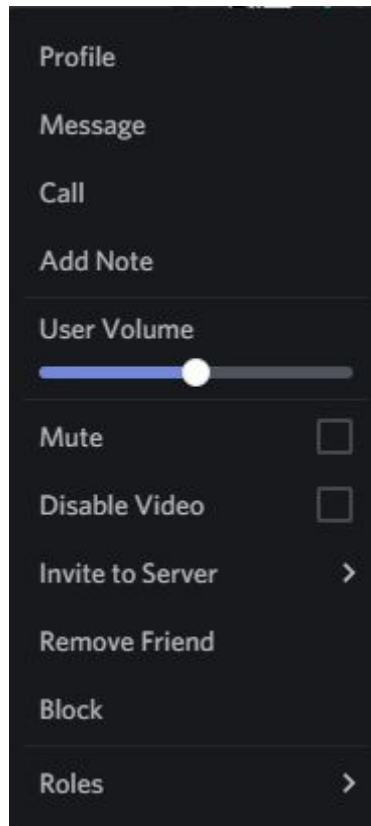 Profile
Message
Call
Add Note
User Volume
Mute
Disable Video
Invite to Server
Remove Friend
Block
Roles